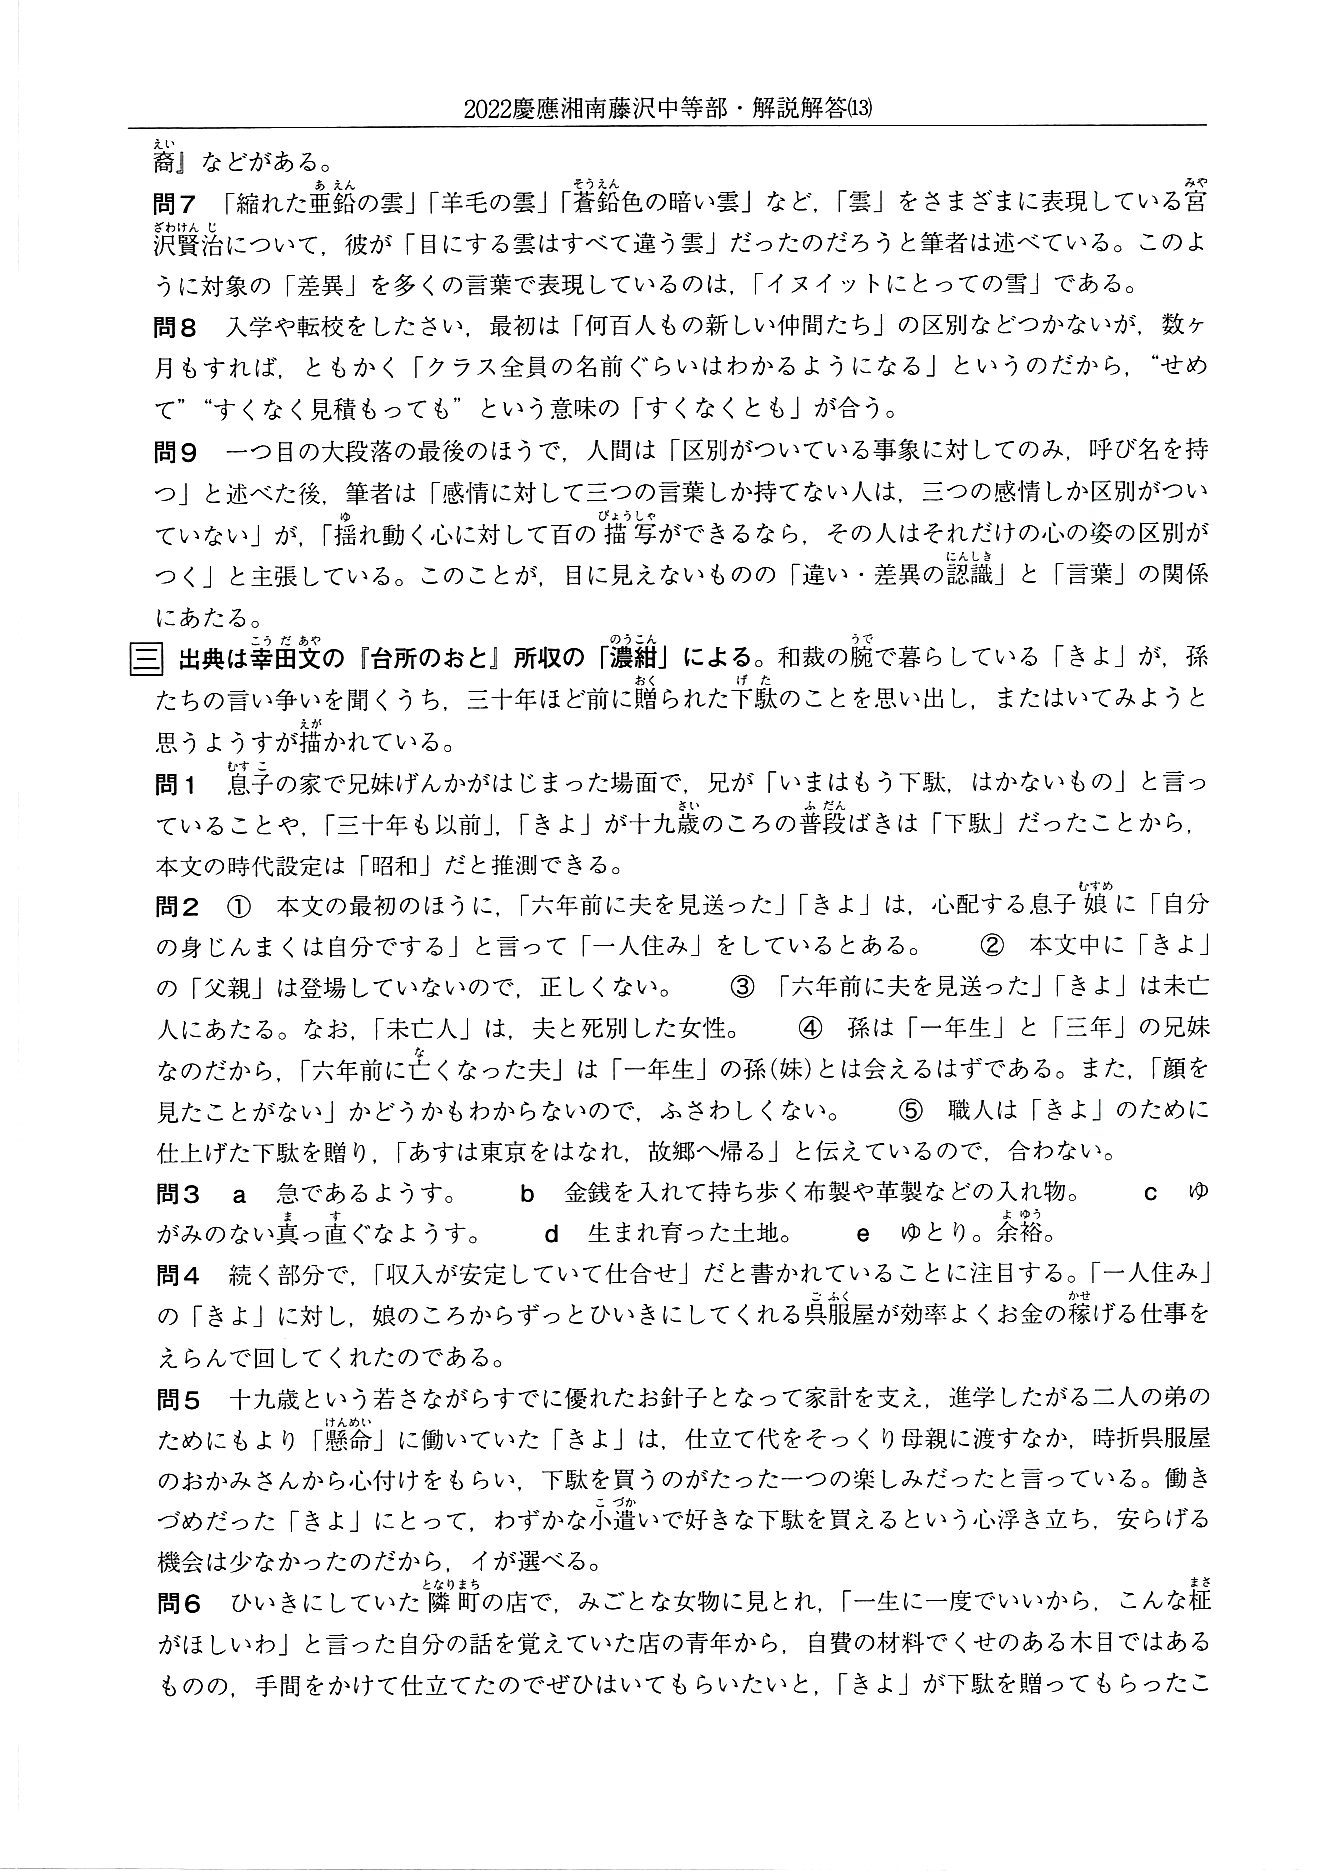 2022慶應湘南藤沢中等部・解説解答⒀
裔』などがある。
問7　「縮れた亜鉛の雲」「羊毛の雲」「蒼鉛色の暗い雲」など，「雲」をさまざまに表現している宮
沢賢治について，彼が「目にする雲はすべて違う雲」だったのだろうと筆者は述べている。このよ
うに対象の「差異」を多くの言葉で表現しているのは，「イヌイットにとっての雪」である。
問8　入学や転校をしたさい，最初は「何百人もの新しい仲間たち」の区別などつかないが，数ヶ
月もすれば，ともかく「クラス全員の名前ぐらいはわかるようになる」というのだから，“せめ
て”“すくなく見積もっても”という意味の「すくなくとも」が合う。
問9　一つ目の大段落の最後のほうで，人間は「区別がついている事象に対してのみ，呼び名を持
つ」と述べた後，筆者は「感情に対して三つの言葉しか持てない人は，三つの感情しか区別がつい
ていない」が，「揺れ動く心に対して百の描写ができるなら，その人はそれだけの心の姿の区別が
つく」と主張している。このことが，目に見えないものの「違い・差異の認識」と「言葉」の関係
にあたる。
三　出典は幸田文の『台所のおと』所収の「濃紺」による。和裁の腕で暮らしている「きよ」が，孫
たちの言い争いを聞くうち，三十年ほど前に贈られた下駄のことを思い出し，またはいてみようと
思うようすが描かれている。
問1　息子の家で兄妹げんかがはじまった場面で，兄が「いまはもう下駄，はかないもの」と言っ
ていることや，「三十年も以前」，「きよ」が十九歳のころの普段ばきは「下駄」だったことから，
本文の時代設定は「昭和」だと推測できる。
問2　①　本文の最初のほうに，「六年前に夫を見送った」「きよ」は，心配する息子娘に「自分
の身じんまくは自分でする」と言って「一人住み」をしているとある。　②　本文中に「きよ」
の「父親」は登場していないので，正しくない。　③　「六年前に夫を見送った」「きよ」は未亡
人にあたる。なお，「未亡人」は，夫と死別した女性。　④　孫は「一年生」と「三年」の兄妹
なのだから，「六年前に亡くなった夫」は「一年生」の孫(妹)とは会えるはずである。また，「顔を
見たことがない」かどうかもわからないので，ふさわしくない。　⑤　職人は「きよ」のために
仕上げた下駄を贈り，「あすは東京をはなれ，故郷へ帰る」と伝えているので，合わない。
問3　a　急であるようす。　b　金銭を入れて持ち歩く布製や革製などの入れ物。　c　ゆ
がみのない真っ直ぐなようす。　d　生まれ育った土地。　e　ゆとり。余裕。
問4　続く部分で，「収入が安定していて仕合せ」だと書かれていることに注目する。「一人住み」
の「きよ」に対し，娘のころからずっとひいきにしてくれる呉服屋が効率よくお金の稼げる仕事を
えらんで回してくれたのである。
問5　十九歳という若さながらすでに優れたお針子となって家計を支え，進学したがる二人の弟の
ためにもより「懸命」に働いていた「きよ」は，仕立て代をそっくり母親に渡すなか，時折呉服屋
のおかみさんから心付けをもらい，下駄を買うのがたった一つの楽しみだったと言っている。働き
づめだった「きよ」にとって，わずかな小遣いで好きな下駄を買えるという心浮き立ち，安らげる
機会は少なかったのだから，イが選べる。
問6　ひいきにしていた隣町の店で，みごとな女物に見とれ，「一生に一度でいいから，こんな柾
がほしいわ」と言った自分の話を覚えていた店の青年から，自費の材料でくせのある木目ではある
ものの，手間をかけて仕立てたのでぜひはいてもらいたいと，「きよ」が下駄を贈ってもらったこ